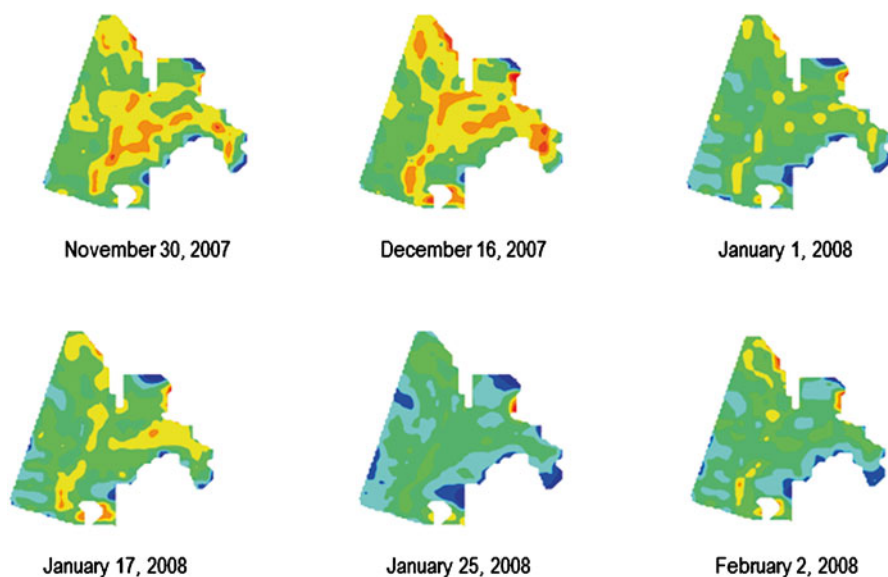 November 30, 2007
December 16, 2007
January 1, 2008
January 17, 2008
January 25, 2008
February 2, 2008